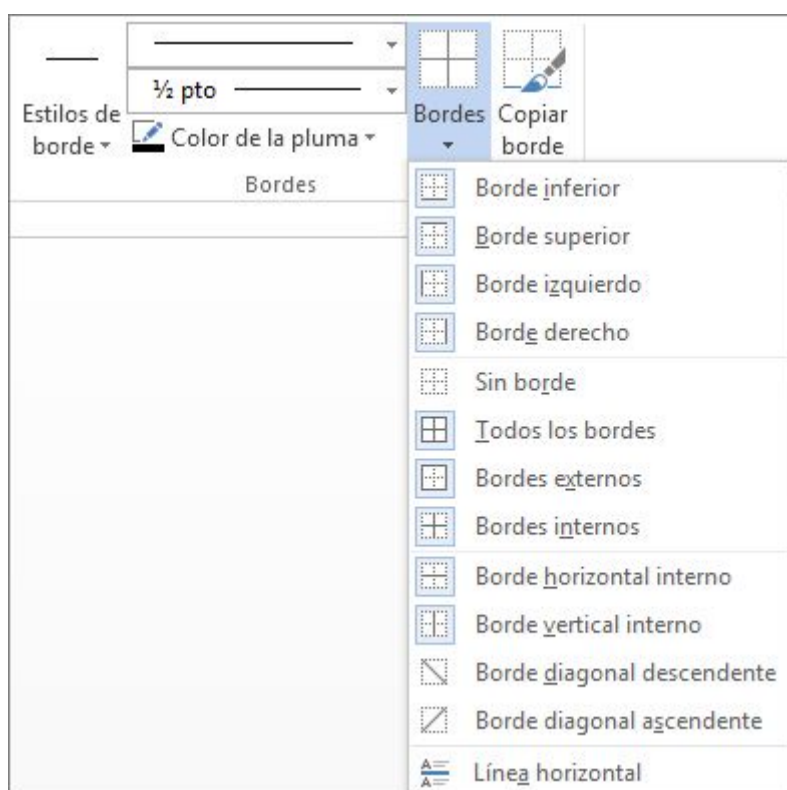 ½ pto
Estilos de
borde
Color de la pluma
Bordes
Bordes
Copiar
borde
Borde inferior
Borde superior
Borde izquierdo
Borde derecho
Sin borde
Todos los bordes
Bordes externos
Bordes internos
Borde horizontal interno
Borde vertical interno
Borde diagonal descendente
Borde diagonal ascendente
Línea horizontal